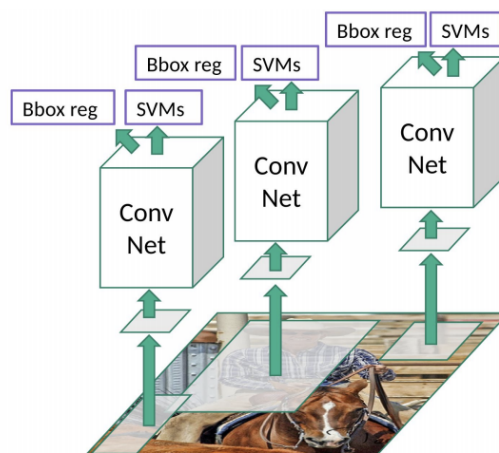 Bbox reg SVMs
Bbox reg SVMs
Bbox reg SVMs
Conv
Net
Conv
Net
Conv
Net